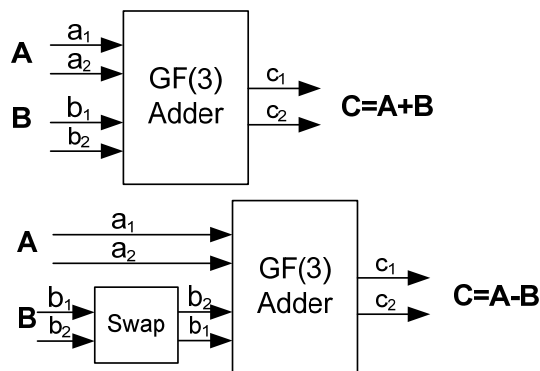 A
a₁
a₂
B
b₁
b₂
GF(3)
Adder
c₁
c₂
C=A+B
A
a₁
a₂
B
b₁
b₂
Swap
b₂
b₁
GF(3)
Adder
c₁
c₂
C=A-B